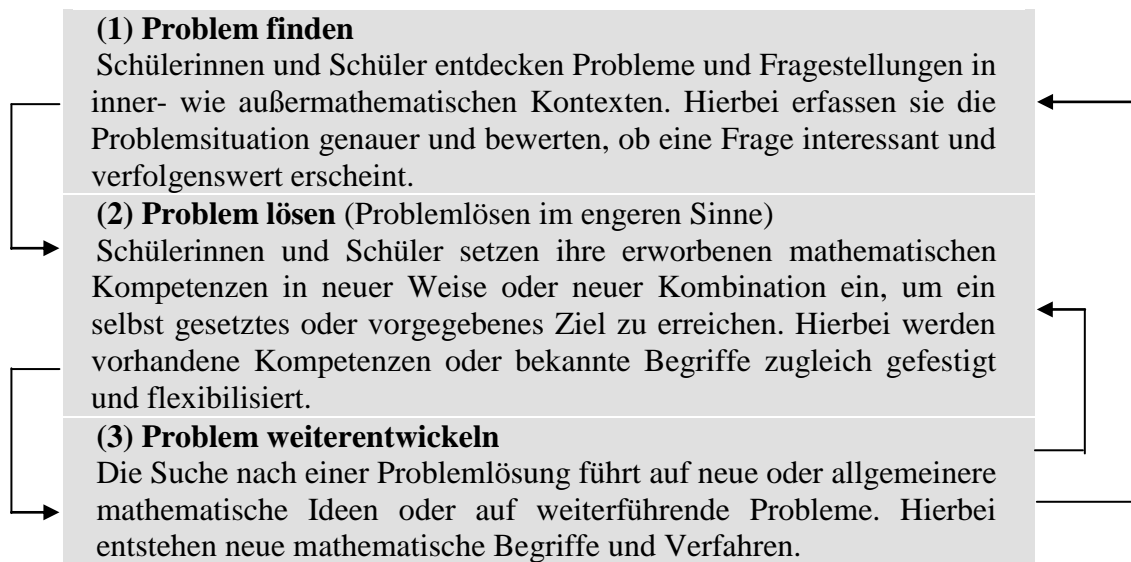 (1) Problem finden
Schülerinnen und Schüler entdecken Probleme und Fragestellungen in
inner- wie außermathematischen Kontexten. Hierbei erfassen sie die
Problemsituation genauer und bewerten, ob eine Frage interessant und
verfolgenswert erscheint.
(2) Problem lösen (Problemlösen im engeren Sinne)
Schülerinnen und Schüler setzen ihre erworbenen mathematischen
Kompetenzen in neuer Weise oder neuer Kombination ein, um ein
selbst gesetztes oder vorgegebenes Ziel zu erreichen. Hierbei werden
vorhandene Kompetenzen oder bekannte Begriffe zugleich gefestigt
und flexibilisiert.
(3) Problem weiterentwickeln
Die Suche nach einer Problemlösung führt auf neue oder allgemeinere
mathematische Ideen oder auf weiterführende Probleme. Hierbei
entstehen neue mathematische Begriffe und Verfahren.